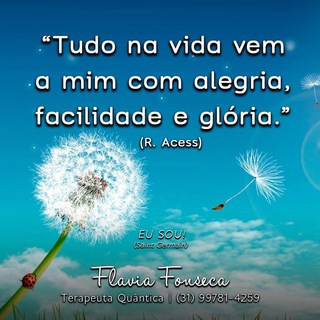 “Tudo na vida vem
a mim com alegria,
facilidade e glória.”
(R. Acess)
EU SOU!
(Saint Germain)
Flavia Fonseca
Terapeuta Quântica | (31) 99781-4259